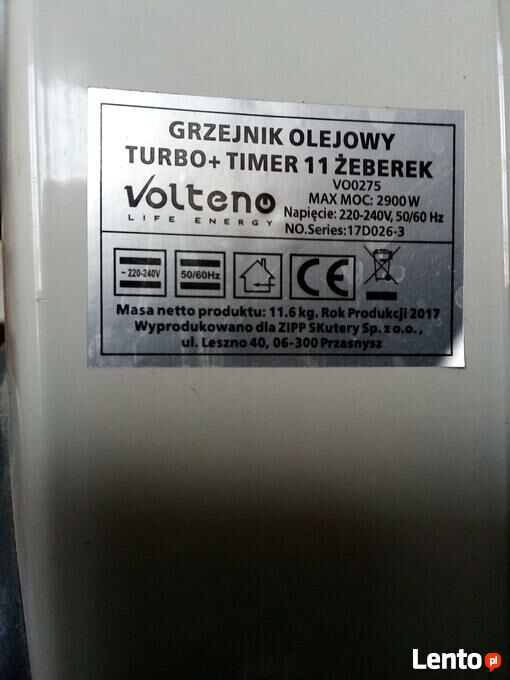 GRZEJNIK OLEJOWY
TURBO+ TIMER 11 ŻEBEREK
Volteno
LIFE ENERGY
VO0275
MAX MOC: 2900 W
Napięcie: 220-240V, 50/60 Hz
NO.Series:17D026-3
~ 220-240V
50/60Hz
CE
Masa netto produktu: 11.6 kg. Rok Produkcji 2017
Wyprodukowano dla ZIPP SKutery Sp. z o.o.,
ul. Leszno 40, 06-300 Przasnysz
Lento pl